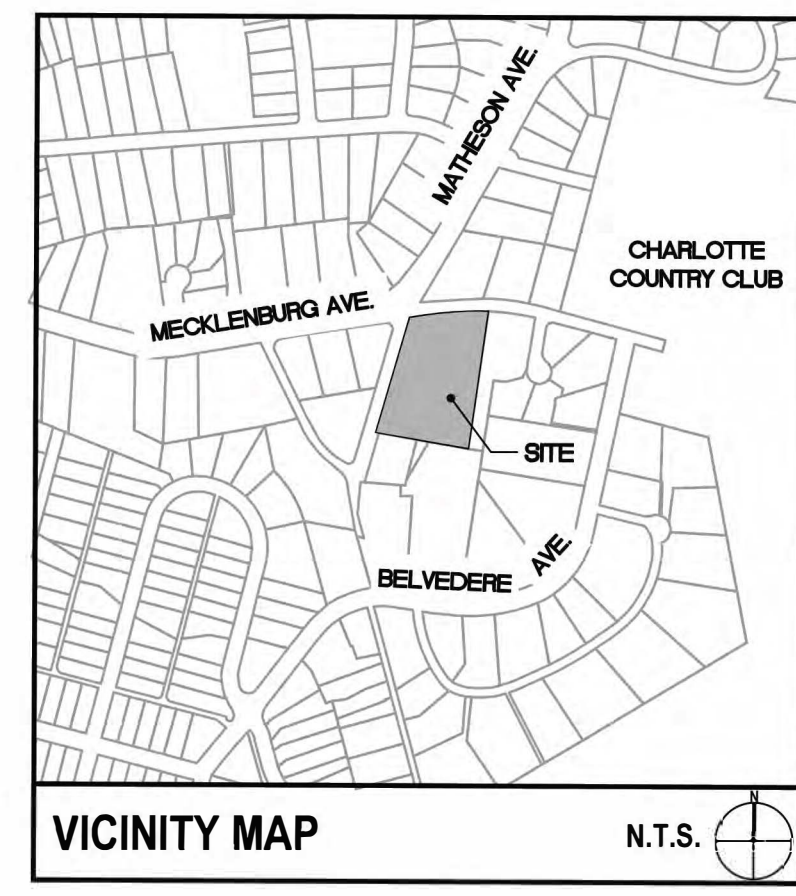 MATHESON AVE.
CHARLOTTE
COUNTRY CLUB
MECKLENBURG AVE.
SITE
BELVEDERE AVE.
VICINITY MAP
N.T.S.
N